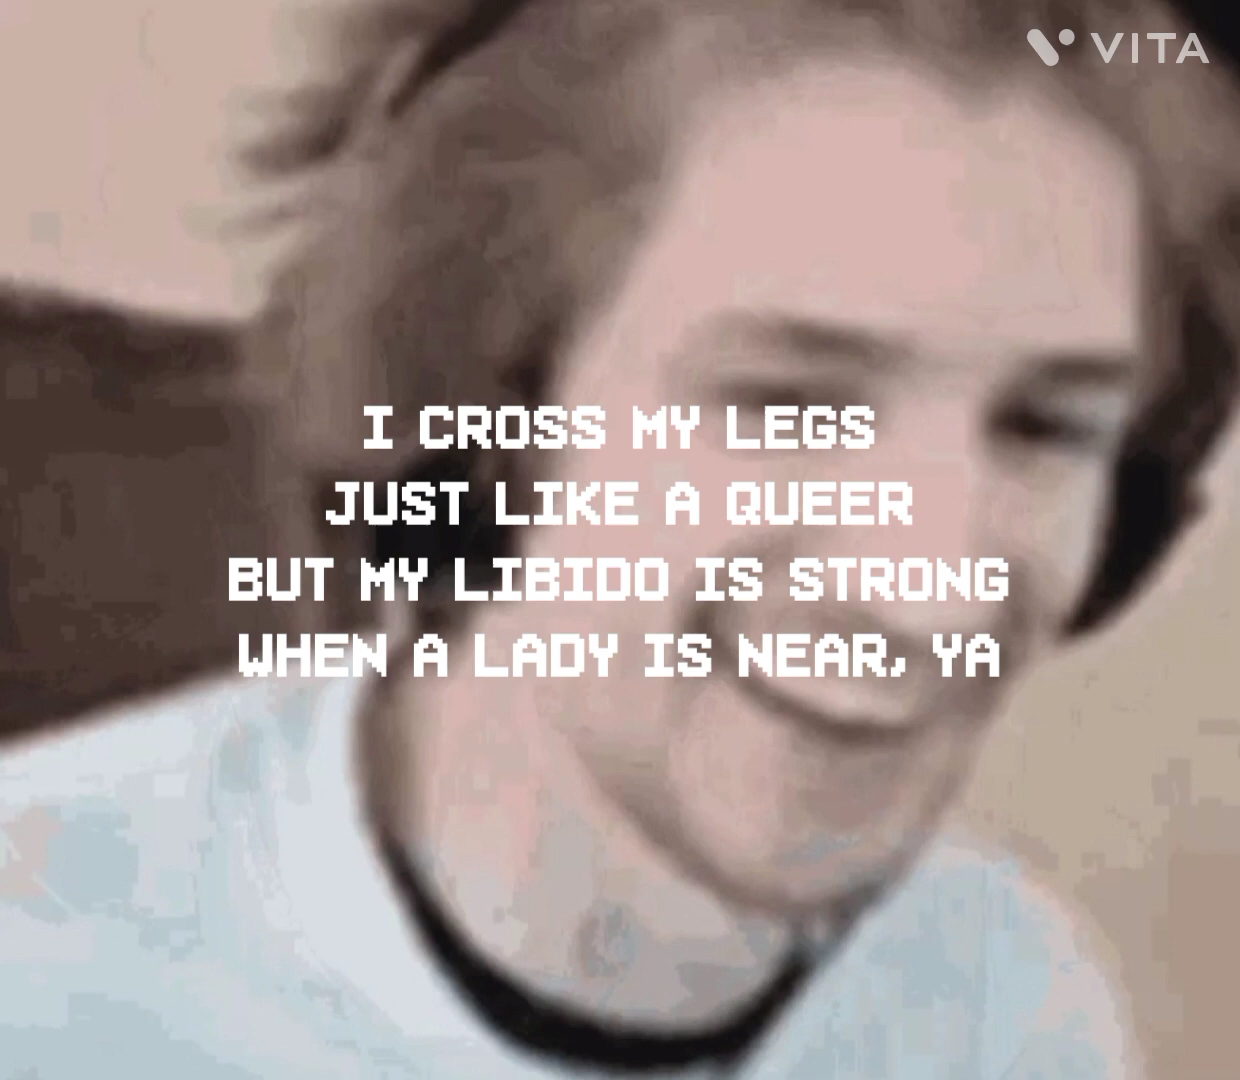 VITA
I CROSS MY LEGS
JUST LIKE A QUEER
BUT MY LIBIDO IS STRONG
WHEN A LADY IS NEAR, YA